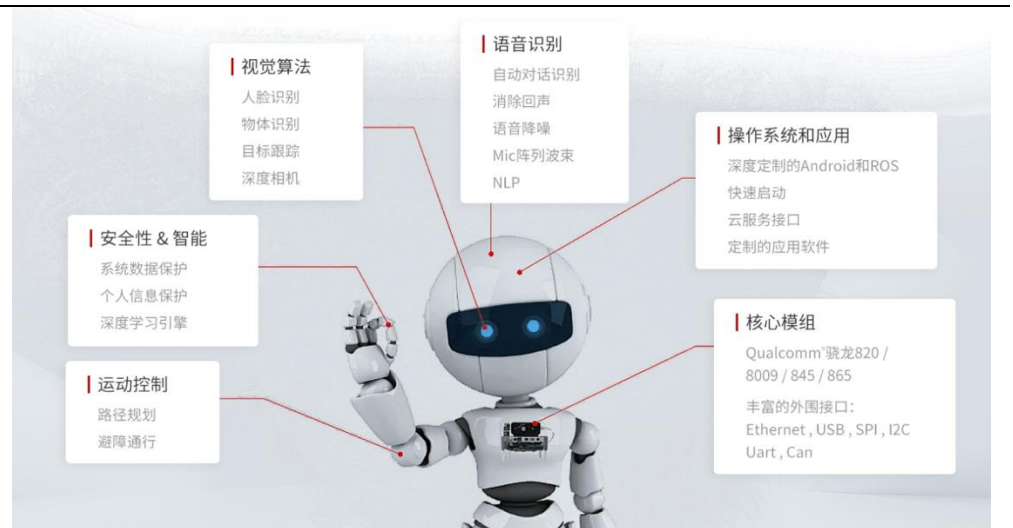 视觉算法
人脸识别
物体识别
目标跟踪
深度相机
语音识别
自动对话识别
消除回声
语音降噪
Mic阵列波束
NLP
操作系统和应用
深度定制的Android和ROS
快速启动
云服务接口
定制的应用软件
安全性 & 智能
系统数据保护
个人信息保护
深度学习引擎
运动控制
路径规划
避障通行
核心模组
Qualcomm°骁龙820 /
8009 / 845 / 865
丰富的外围接口：
Ethernet , USB , SPI , I2C
Uart , Can